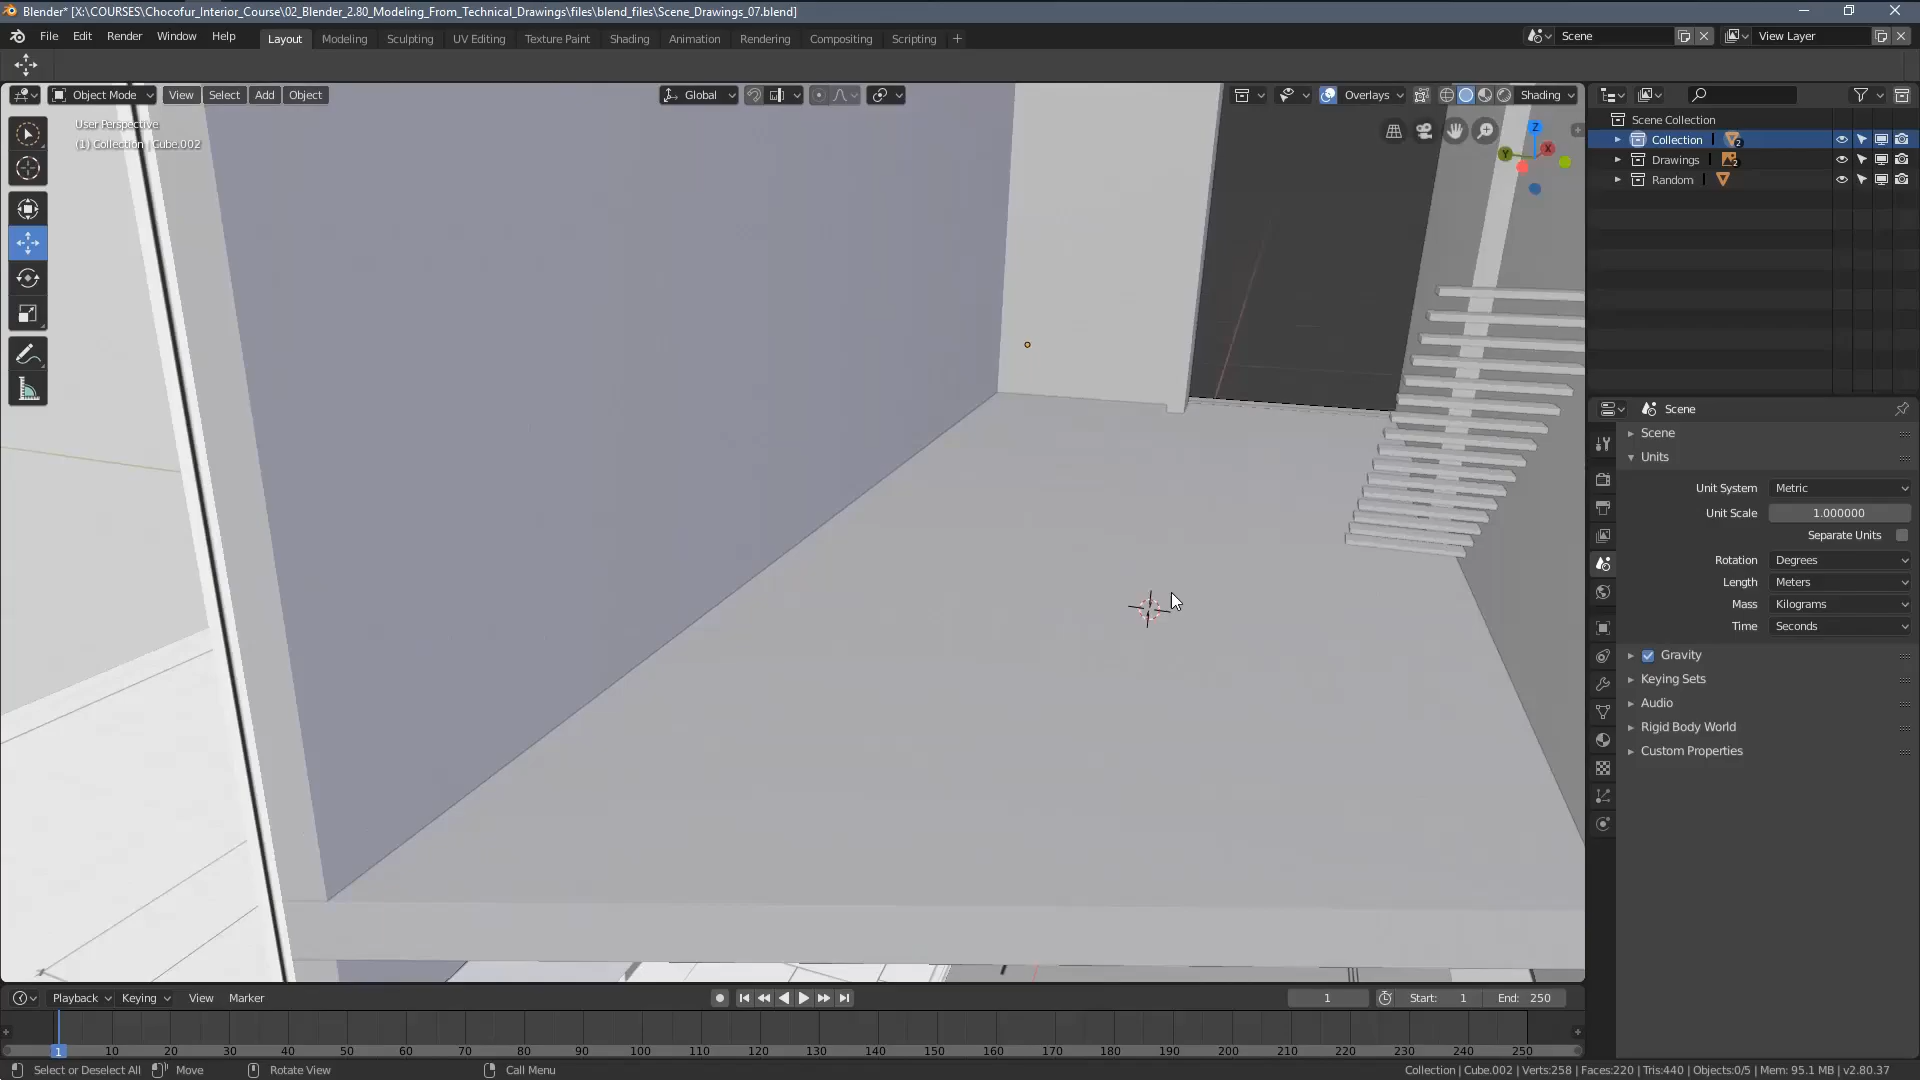 Blender* [X:\COURSES\Chocofur_Interior_Course\02_Blender_2.80_Modeling_From_Technical_Drawings\files\blend_files\Scene_Drawings_07.blend]
File Edit Render Window Help Layout Modeling Sculpting UV Editing Texture Paint Shading Animation Rendering Compositing Scripting + Scene View Layer
Object Mode View Select Add Object Global Overlays Shading
User Perspective
(1) Collection | Cube.002
Z
Y X
Scene Collection
Collection 2
Drawings 2
Random
Scene
Scene
Units
Unit System Metric
Unit Scale 1.000000
Separate Units
Rotation Degrees
Length Meters
Mass Kilograms
Time Seconds
Gravity
Keying Sets
Audio
Rigid Body World
Custom Properties
Playback Keying View Marker 1 Start: 1 End: 250
1 10 20 30 40 50 60 70 80 90 100 110 120 130 140 150 160 170 180 190 200 210 220 230 240 250
Select or Deselect All Move Rotate View Call Menu Collection | Cube.002 | Verts:258 | Faces:220 | Tris:440 | Objects:0/5 | Mem: 95.1 MB | v2.80.37